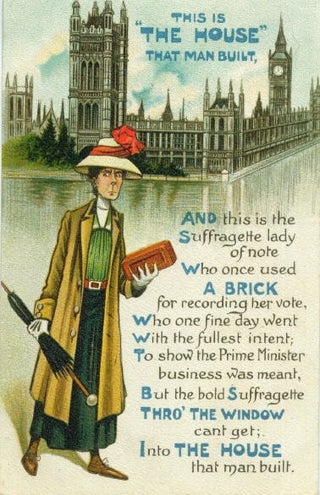 THIS IS
"THE HOUSE"
THAT MAN BUILT,
AND this is the
Suffragette lady
of note
Who once used
A BRICK
for recording her vote,
Who one fine day went
With the fullest intent;
To show the Prime Minister
business was meant,
But the bold Suffragette
THRO' THE WINDOW
cant get;
Into THE HOUSE
that man built.